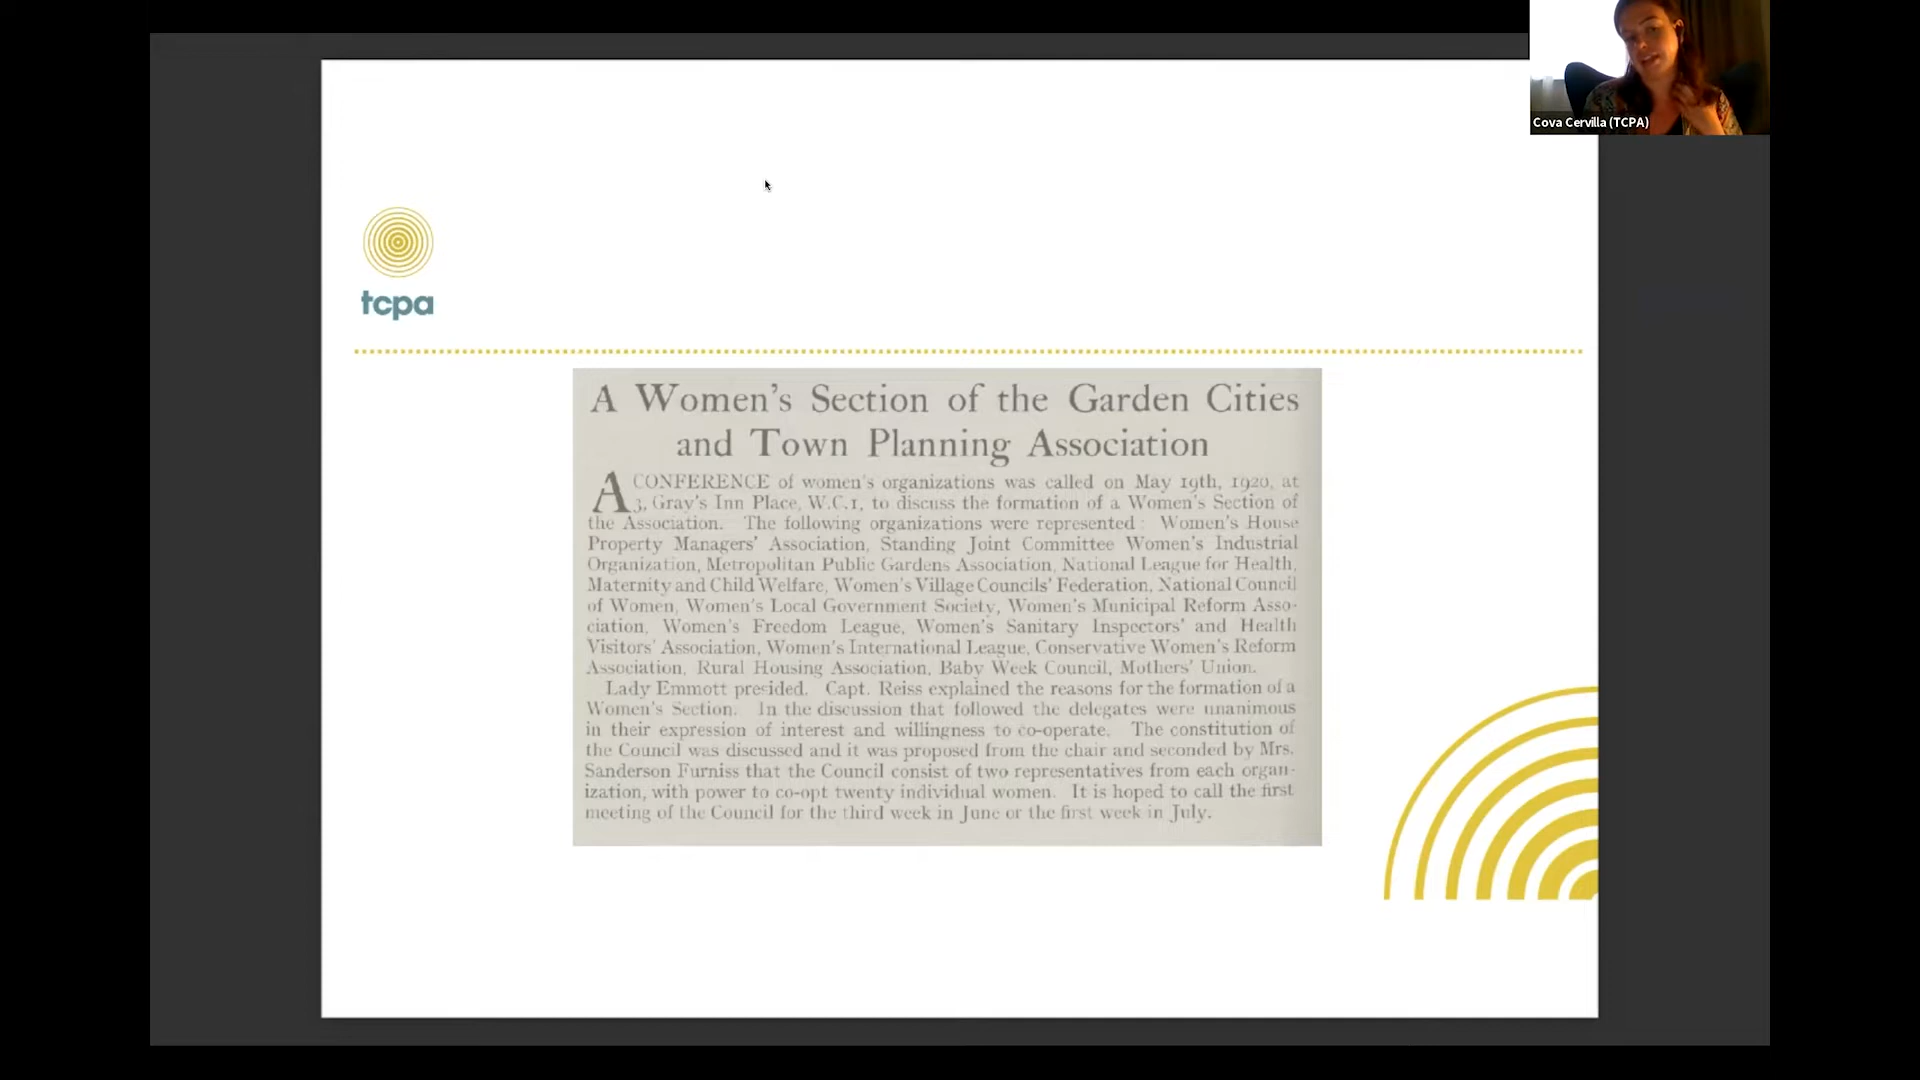 Cova Cervilla (TCPA)
tcpa
A Women's Section of the Garden Cities
and Town Planning Association
A CONFERENCE of women's organizations was called on May 19th, 1920, at
3, Gray's Inn Place, W.C.1, to discuss the formation of a Women's Section of
the Association. The following organizations were represented : Women's House
Property Managers' Association, Standing Joint Committee Women's Industrial
Organization, Metropolitan Public Gardens Association, National League for Health,
Maternity and Child Welfare, Women's Village Councils' Federation, National Council
of Women, Women's Local Government Society, Women's Municipal Reform Asso-
ciation, Women's Freedom League, Women's Sanitary Inspectors' and Health
Visitors' Association, Women's International League, Conservative Women's Reform
Association, Rural Housing Association, Baby Week Council, Mothers' Union.
Lady Emmott presided. Capt. Reiss explained the reasons for the formation of a
Women's Section. In the discussion that followed the delegates were unanimous
in their expression of interest and willingness to co-operate. The constitution of
the Council was discussed and it was proposed from the chair and seconded by Mrs.
Sanderson Furniss that the Council consist of two representatives from each organ-
ization, with power to co-opt twenty individual women. It is hoped to call the first
meeting of the Council for the third week in June or the first week in July.